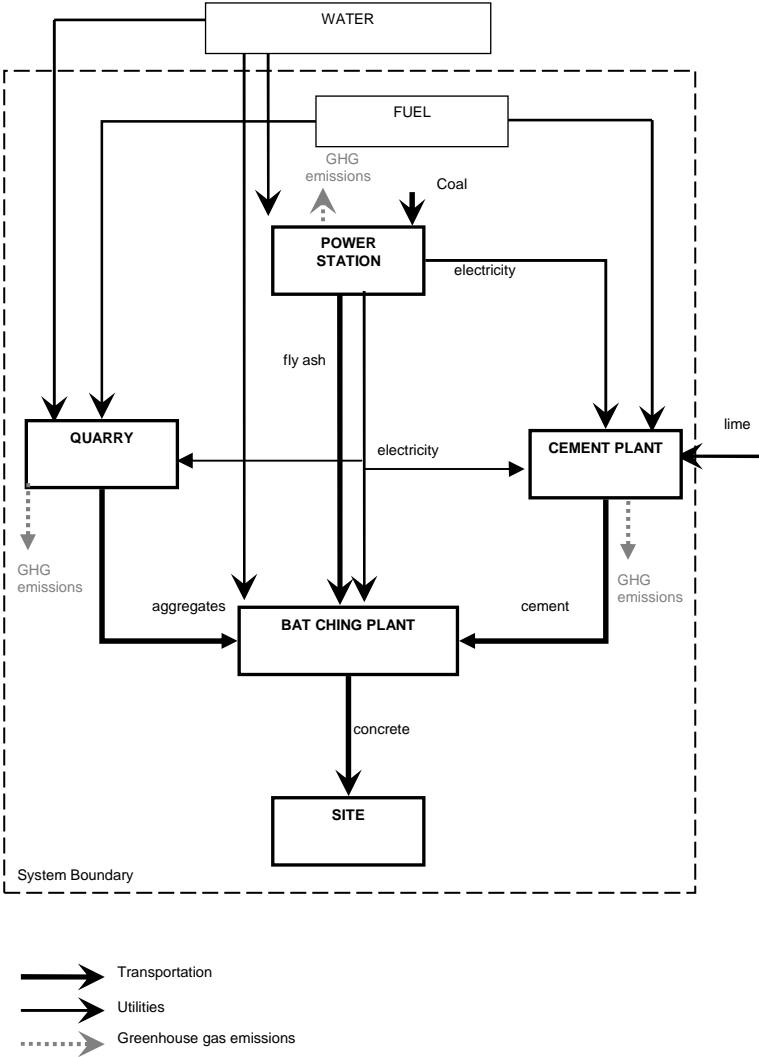 WATER
FUEL
GHG
emissions
Coal
POWER
STATION
electricity
fly ash
lime
QUARRY
electricity
CEMENT PLANT
GHG
emissions
GHG
emissions
aggregates
cement
BAT CHING PLANT
concrete
SITE
System Boundary
Transportation
Utilities
Greenhouse gas emissions